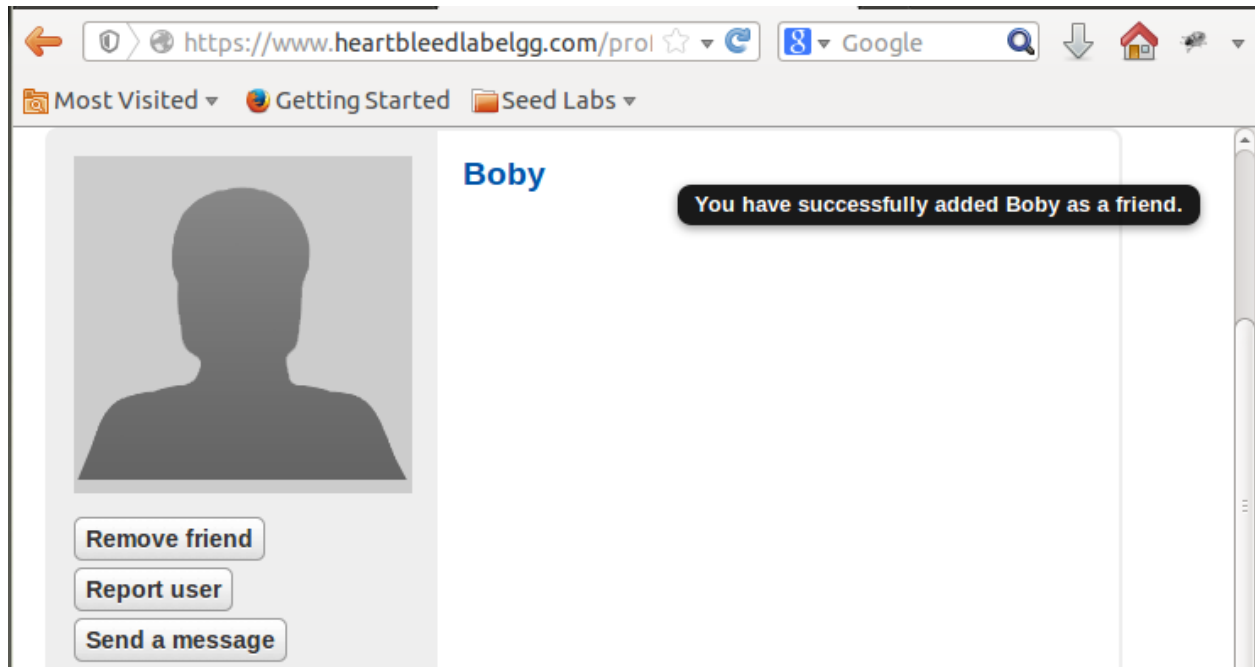 https://www.heartbleedlabelgg.com/pro
8 Google
Most Visited Getting Started Seed Labs
Boby
You have successfully added Boby as a friend.
Remove friend
Report user
Send a message